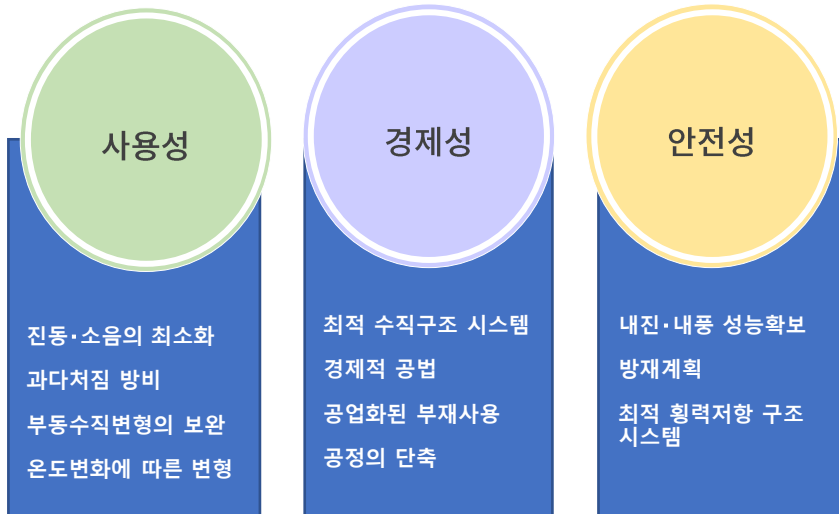 사용성
진동·소음의 최소화
과다처짐 방비
부동수직변형의 보완
온도변화에 따른 변형
경제성
최적 수직구조 시스템
경제적 공법
공업화된 부재사용
공정의 단축
안전성
내진·내풍 성능확보
방재계획
최적 횡력저항 구조
시스템